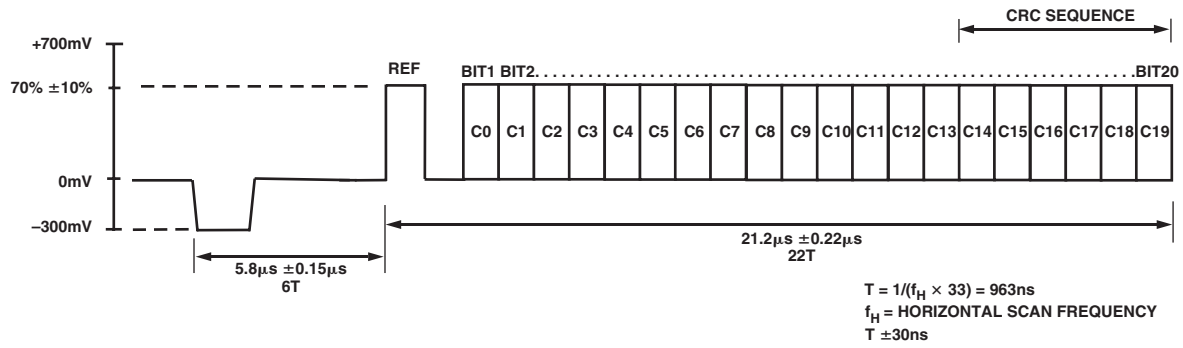 CRC SEQUENCE
+700mV
REF
BIT1 BIT2. . . . . . . . . . . . . . . . . . . . . . . . . . . . . . . . . . . . . . . . . . . . . . . . . . . . . . . . . . . . . .BIT20
70% ±10%
C0 C1 C2 C3 C4 C5 C6 C7 C8 C9 C10 C11 C12 C13 C14 C15 C16 C17 C18 C19
0mV
–300mV
21.2µs ±0.22µs
22T
5.8µs ±0.15µs
6T
T = 1/(fH × 33) = 963ns
fH = HORIZONTAL SCAN FREQUENCY
T ±30ns